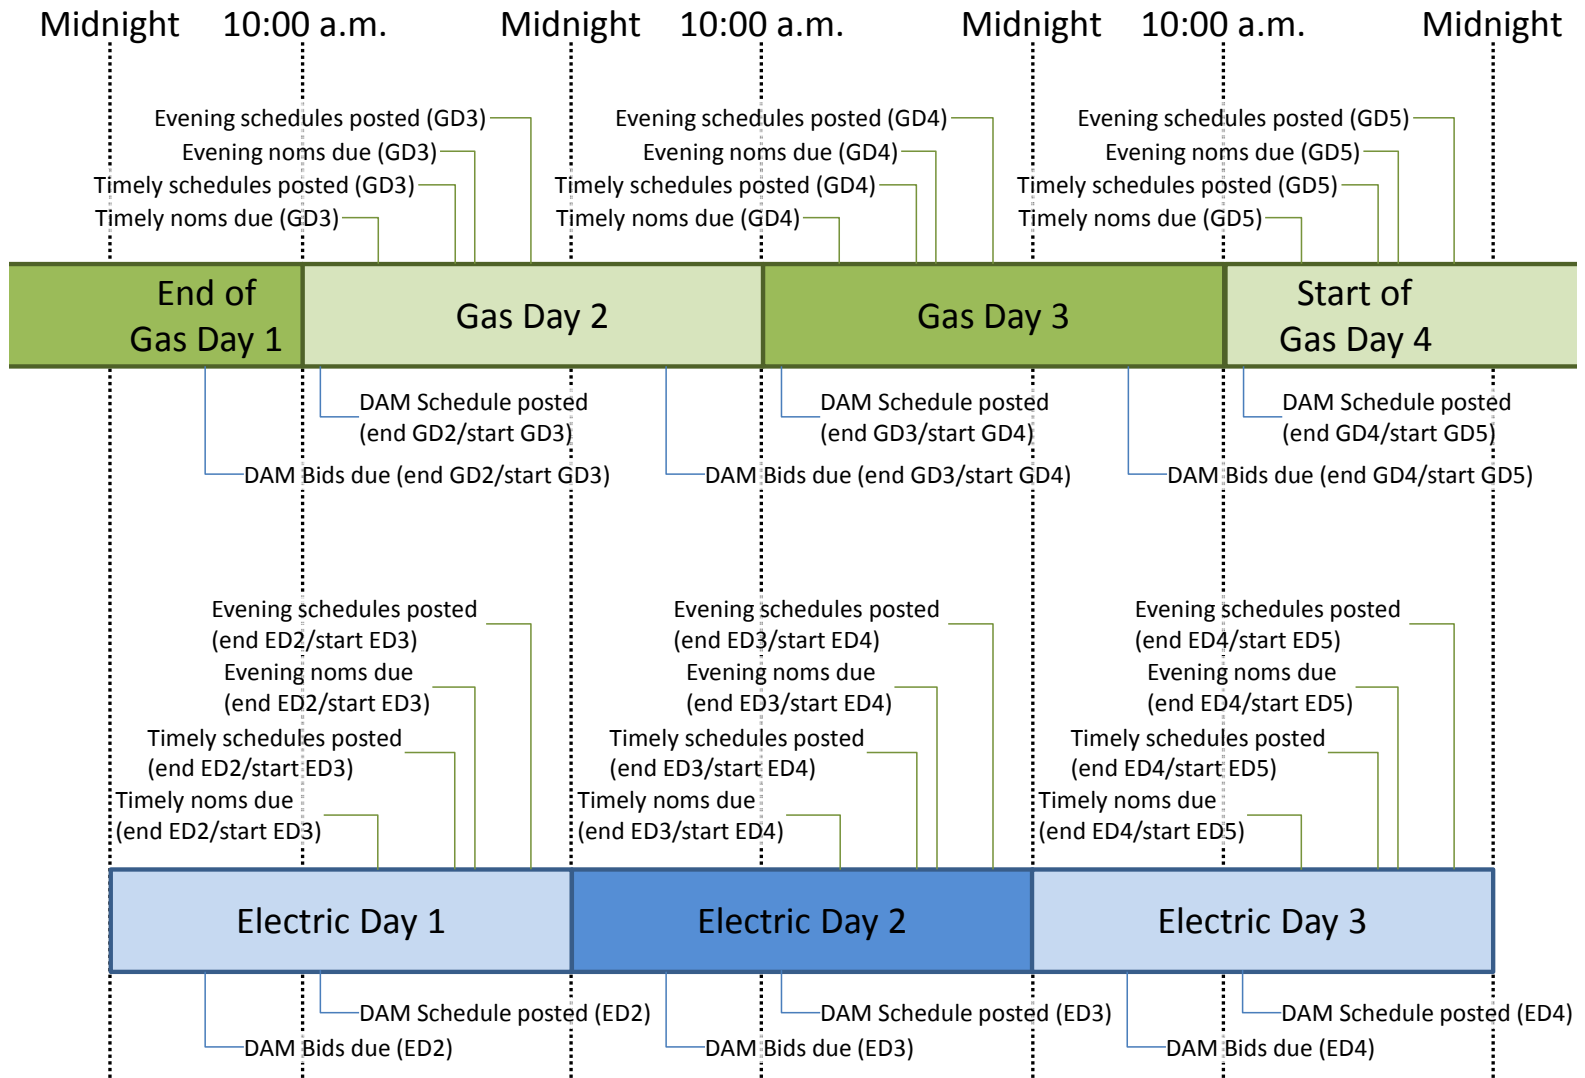 Midnight 10:00 a.m. Midnight 10:00 a.m. Midnight 10:00 a.m. Midnight
Evening schedules posted (GD3) Evening schedules posted (GD4) Evening schedules posted (GD5)
Evening noms due (GD3) Evening noms due (GD4) Evening noms due (GD5)
Timely schedules posted (GD3) Timely schedules posted (GD4) Timely schedules posted (GD5)
Timely noms due (GD3) Timely noms due (GD4) Timely noms due (GD5)
End of
Gas Day 1
Gas Day 2
Gas Day 3
Start of
Gas Day 4
DAM Schedule posted
(end GD2/start GD3)
DAM Schedule posted
(end GD3/start GD4)
DAM Schedule posted
(end GD4/start GD5)
DAM Bids due (end GD2/start GD3) DAM Bids due (end GD3/start GD4) DAM Bids due (end GD4/start GD5)
Evening schedules posted
(end ED2/start ED3)
Evening schedules posted
(end ED3/start ED4)
Evening schedules posted
(end ED4/start ED5)
Evening noms due
(end ED2/start ED3)
Evening noms due
(end ED3/start ED4)
Evening noms due
(end ED4/start ED5)
Timely schedules posted
(end ED2/start ED3)
Timely schedules posted
(end ED3/start ED4)
Timely schedules posted
(end ED4/start ED5)
Timely noms due
(end ED2/start ED3)
Timely noms due
(end ED3/start ED4)
Timely noms due
(end ED4/start ED5)
Electric Day 1 Electric Day 2 Electric Day 3
DAM Schedule posted (ED2) DAM Schedule posted (ED3) DAM Schedule posted (ED4)
DAM Bids due (ED2) DAM Bids due (ED3) DAM Bids due (ED4)